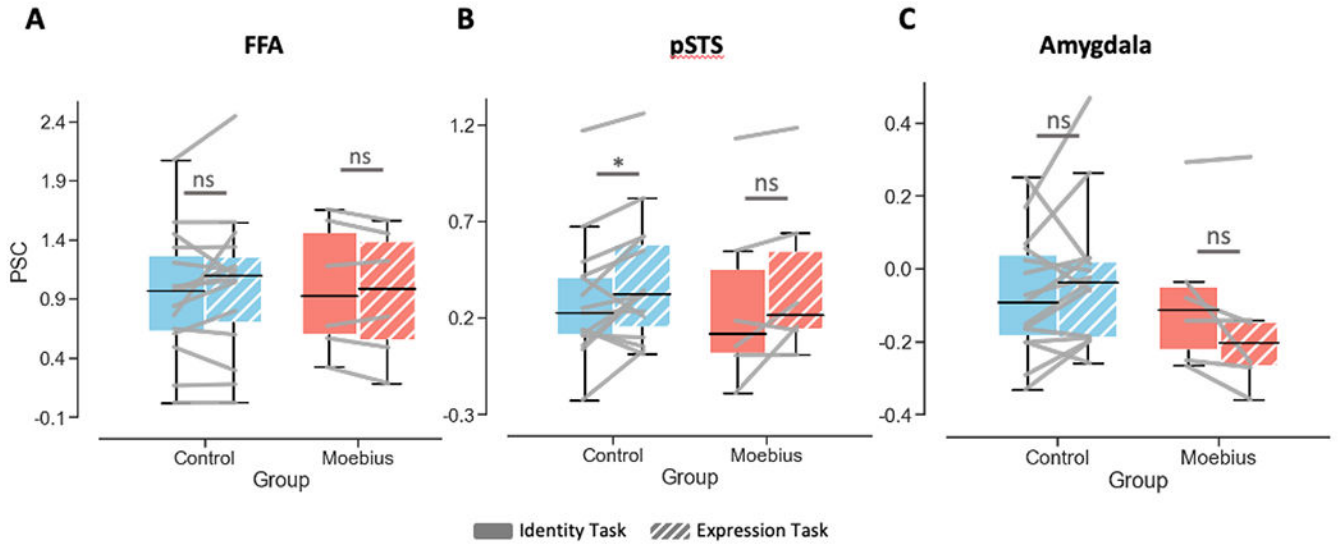 A
FFA
PSC
2.4
1.9
1.4
0.9
0.4
-0.1
ns
ns
Control
Moebius
Group
B
pSTS
1.2
0.7
0.2
-0.3
*
ns
Control
Moebius
Group
C
Amygdala
0.4
0.2
0.0
-0.2
-0.4
ns
ns
Control
Moebius
Group
Identity Task
Expression Task